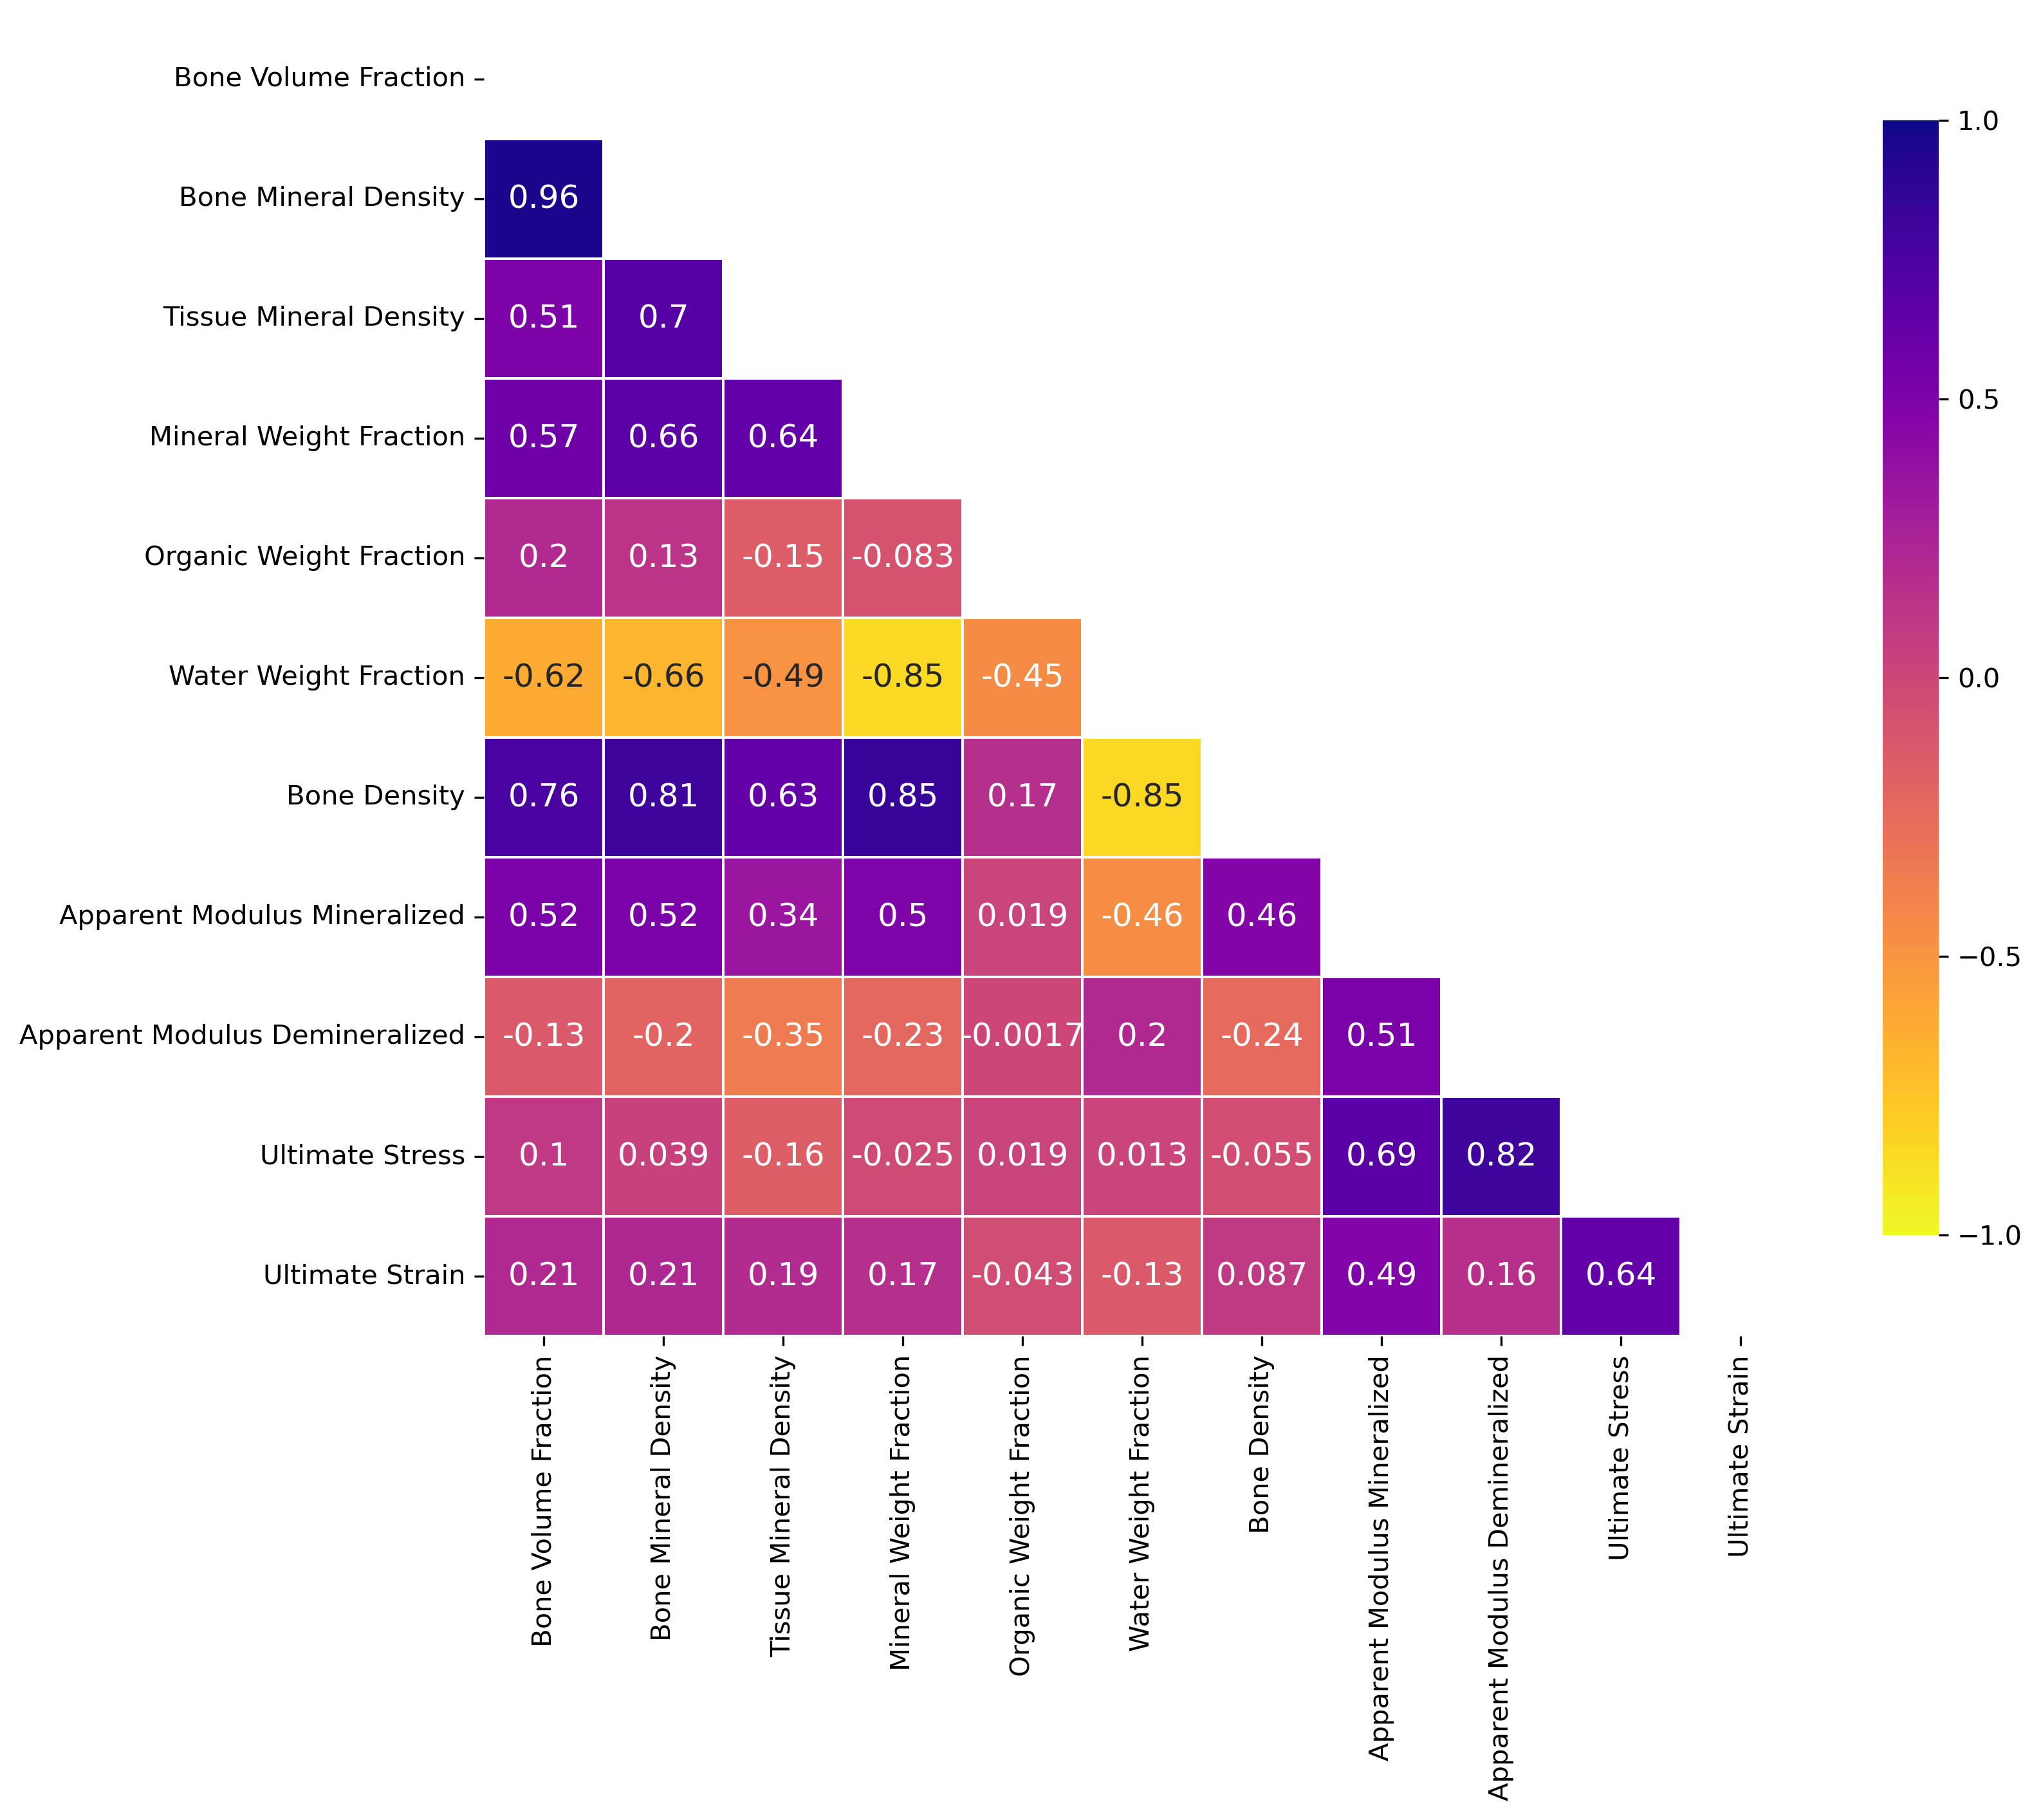 Bone Volume Fraction
1.0
Bone Mineral Density 0.96
Tissue Mineral Density 0.51 0.7
0.5
Mineral Weight Fraction 0.57 0.66 0.64
Organic Weight Fraction 0.2 0.13 -0.15 -0.083
Water Weight Fraction -0.62 -0.66 -0.49 -0.85 -0.45
0.0
Bone Density 0.76 0.81 0.63 0.85 0.17 -0.85
Apparent Modulus Mineralized 0.52 0.52 0.34 0.5 0.019 -0.46 0.46
−0.5
Apparent Modulus Demineralized -0.13 -0.2 -0.35 -0.23 -0.0017 0.2 -0.24 0.51
Ultimate Stress 0.1 0.039 -0.16 -0.025 0.019 0.013 -0.055 0.69 0.82
−1.0
Ultimate Strain 0.21 0.21 0.19 0.17 -0.043 -0.13 0.087 0.49 0.16 0.64
Bone Volume Fraction
Bone Mineral Density
Tissue Mineral Density
Mineral Weight Fraction
Organic Weight Fraction
Water Weight Fraction
Bone Density
Apparent Modulus Mineralized
Apparent Modulus Demineralized
Ultimate Stress
Ultimate Strain